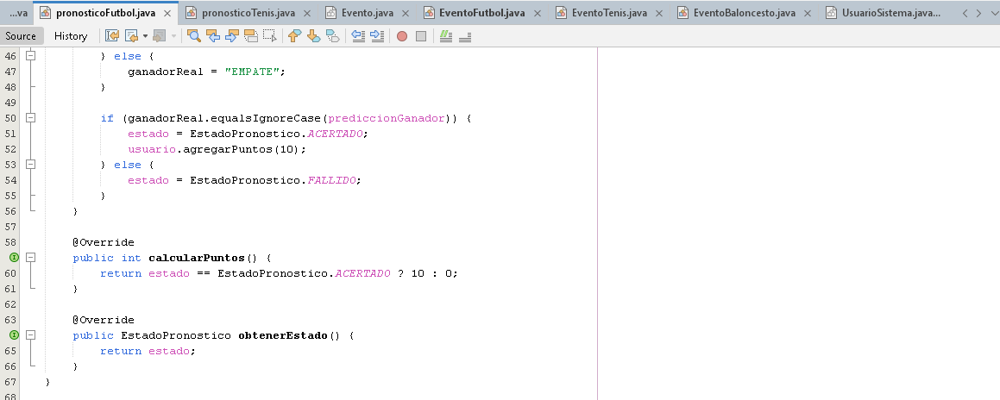 ...va pronosticoFutbol.java pronosticoTenis.java Evento.java EventoFutbol.java EventoTenis.java EventoBaloncesto.java UsuarioSistema.java...
Source History
46 } else {
47 ganadorReal = "EMPATE";
48 }
49
50 if (ganadorReal.equalsIgnoreCase(prediccionGanador)) {
51 estado = EstadoPronostico.ACERTADO;
52 usuario.agregarPuntos(10);
53 } else {
54 estado = EstadoPronostico.FALLIDO;
55 }
56 }
57
58 @Override
public int calcularPuntos() {
60 return estado == EstadoPronostico.ACERTADO ? 10 : 0;
61 }
62
63 @Override
public EstadoPronostico obtenerEstado() {
65 return estado;
66 }
67 }
68